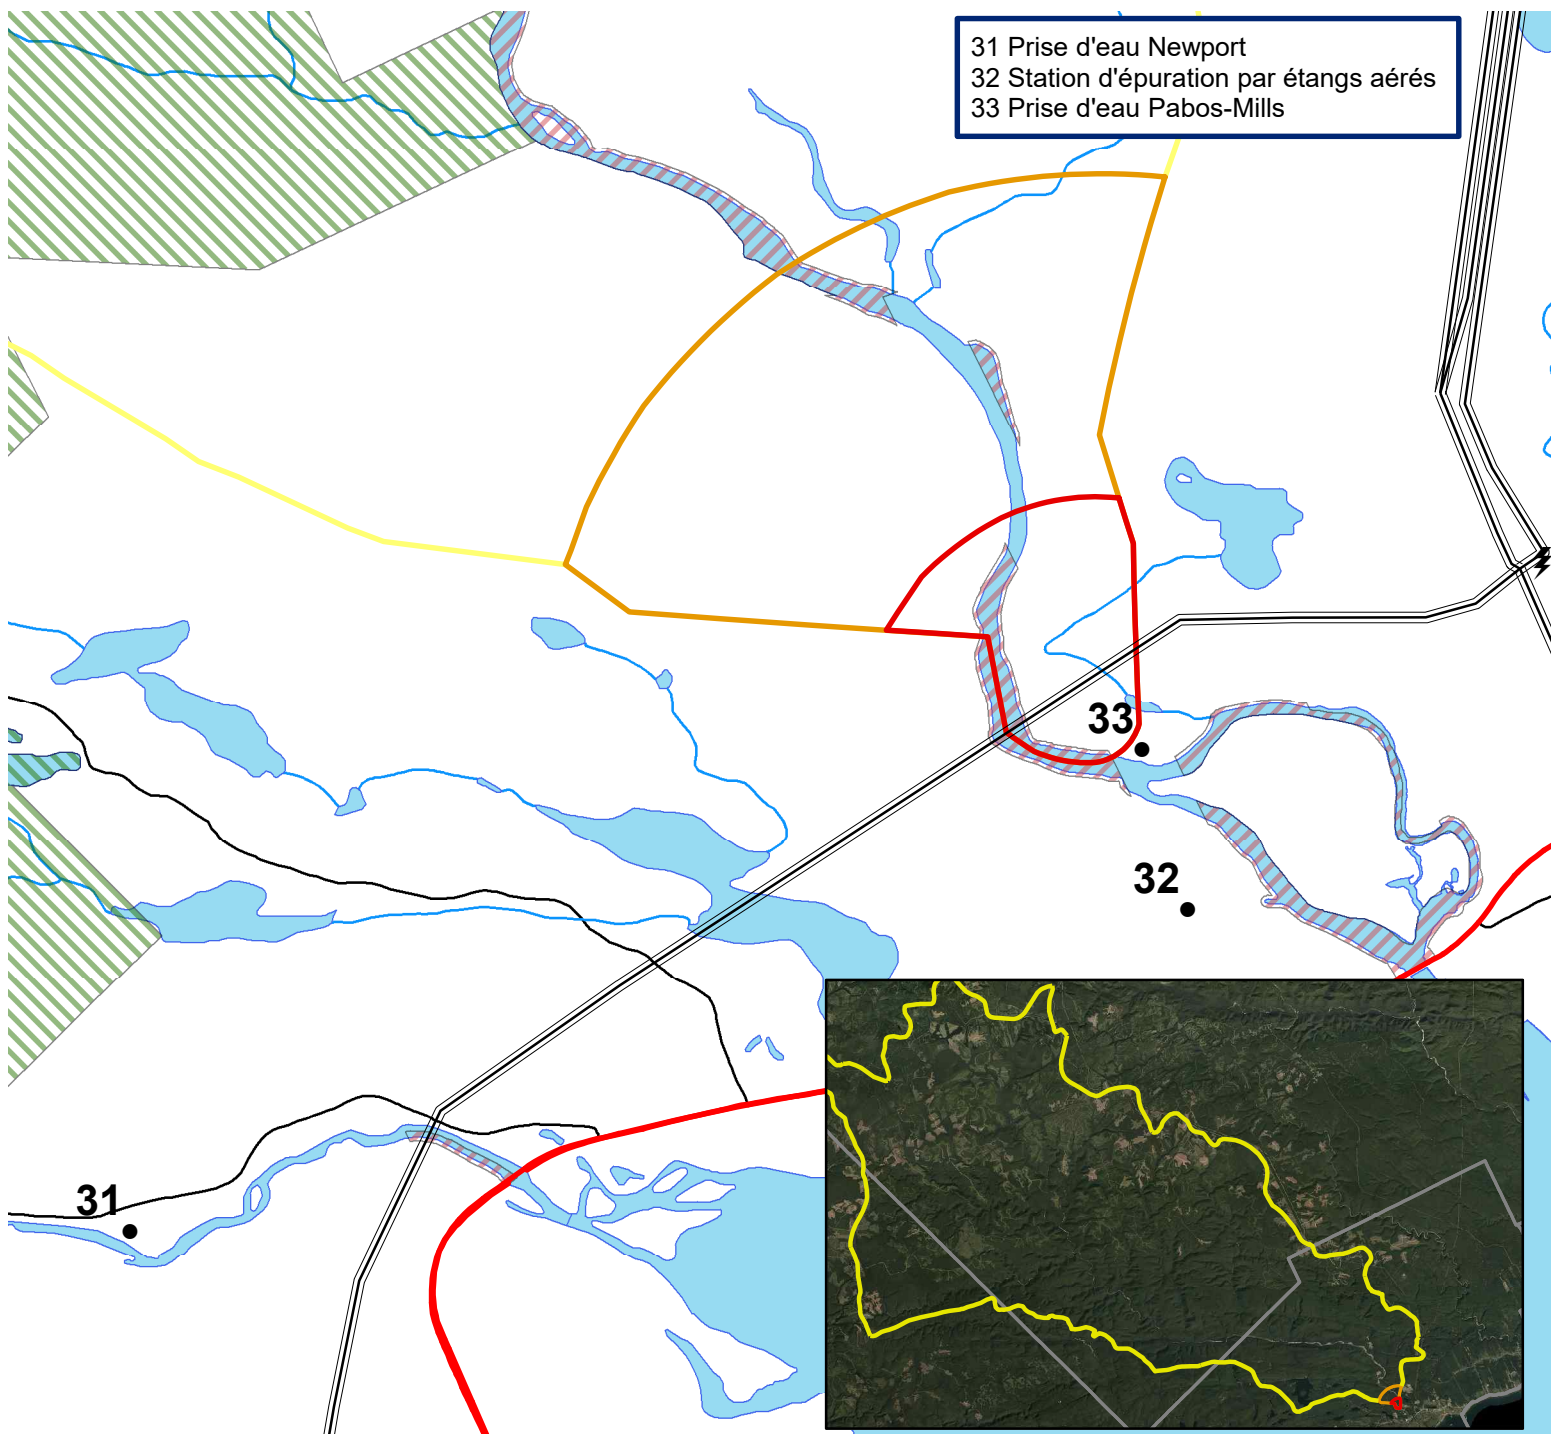 31 Prise d'eau Newport
32 Station d'épuration par étangs aérés
33 Prise d'eau Pabos-Mills
33
32
31